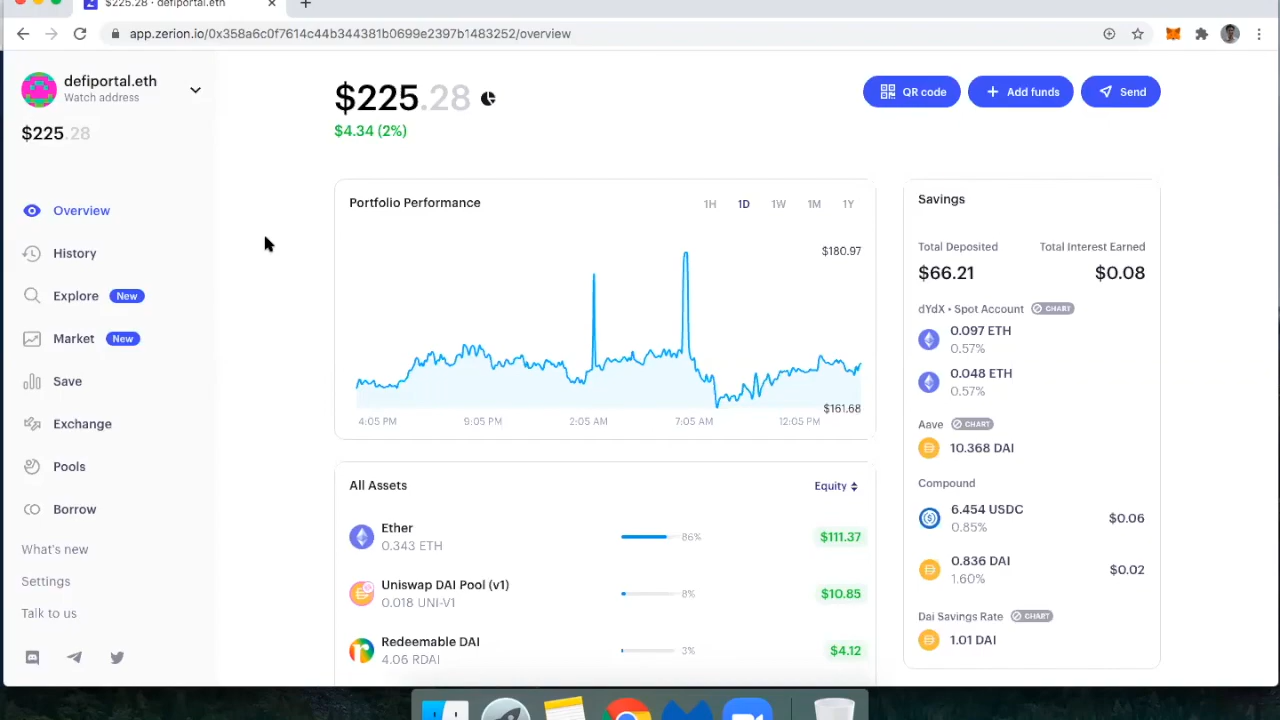 $225.28 · defiportal.eth
app.zerion.io/0x358a6c0f7614c44b344381b0699e2397b1483252/overview
defiportal.eth
Watch address
$225.28
Overview
History
Explore New
Market New
Save
Exchange
Pools
Borrow
What's new
Settings
Talk to us
$225.28
$4.34 (2%)
QR code
Add funds
Send
Portfolio Performance
1H 1D 1W 1M 1Y
$180.97
$161.68
4:05 PM 9:05 PM 2:05 AM 7:05 AM 12:05 PM
All Assets Equity
Ether
0.343 ETH
86%
$111.37
Uniswap DAI Pool (v1)
0.018 UNI-V1
8%
$10.85
Redeemable DAI
4.06 RDAI
3%
$4.12
Savings
Total Deposited Total Interest Earned
$66.21 $0.08
dYdX • Spot Account CHART
0.097 ETH
0.57%
0.048 ETH
0.57%
Aave CHART
10.368 DAI
Compound
6.454 USDC
0.85%
$0.06
0.836 DAI
1.60%
$0.02
Dai Savings Rate CHART
1.01 DAI